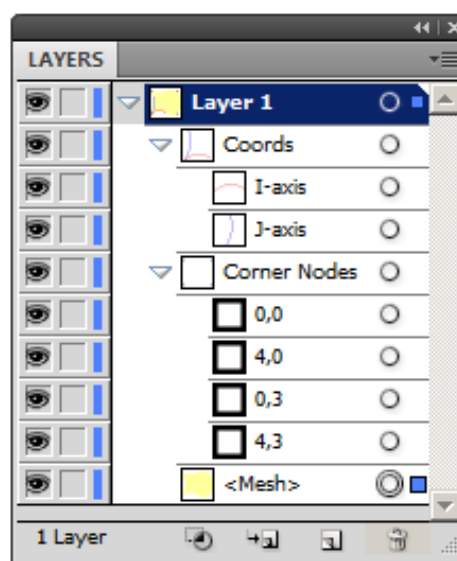 LAYERS
Layer 1
Coords
I-axis
J-axis
Corner Nodes
0,0
4,0
0,3
4,3
<Mesh>
1 Layer